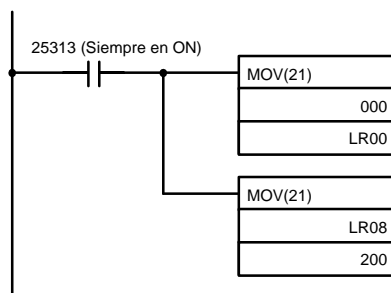 25313 (Siempre en ON)
MOV(21)
000
LR00
MOV(21)
LR08
200